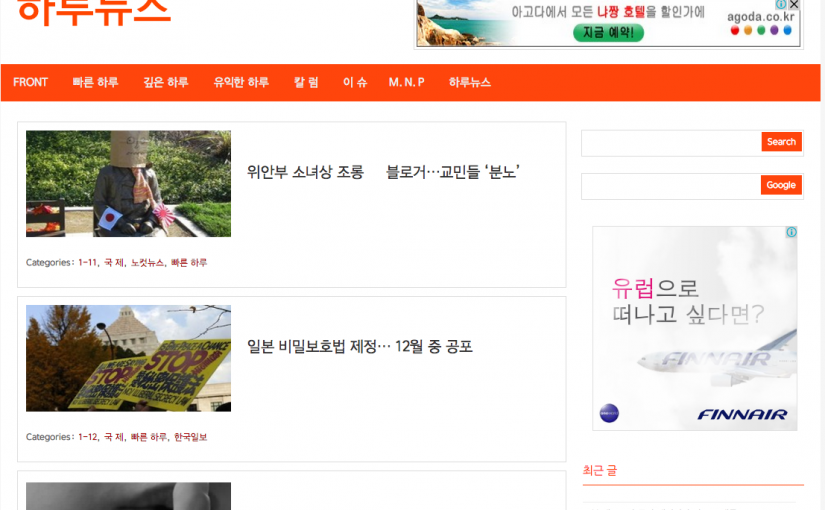 하루뉴스
아고다에서 모든 나짱 호텔을 할인가에
지금 예약!
agoda.co.kr
FRONT 빠른 하루 깊은 하루 유익한 하루 칼 럼 이 슈 M. N. P 하루뉴스
위안부 소녀상 조롱 블로거…교민들 ‘분노’
Categories: 1-11, 국 제, 노컷뉴스, 빠른 하루
STOP!
STOP!
일본 비밀보호법 제정… 12월 중 공포
Categories: 1-12, 국 제, 빠른 하루, 한국일보
Search
Google
유럽으로
떠나고 싶다면?
FINNAIR
FINNAIR
최근 글